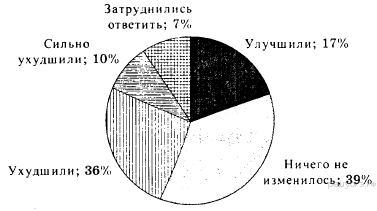 Затруднились
ответить; 7%
Сильно
ухудшили; 10%
Улучшили; 17%
Ухудшили; 36%
Ничего не
изменилось; 39%